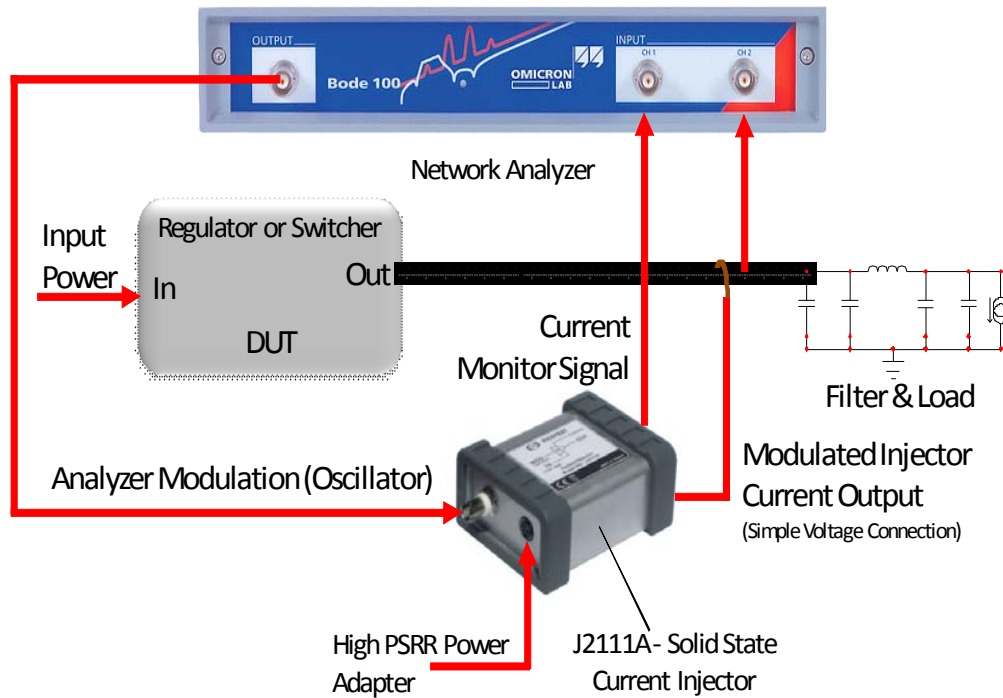 OUTPUT
INPUT
CH 1
CH 2
Bode 100
OMICRON
LAB
Network Analyzer
Regulator or Switcher
Input
Power
In
Out
DUT
Current
Monitor Signal
Filter & Load
Analyzer Modulation (Oscillator)
Modulated Injector
Current Output
(Simple Voltage Connection)
High PSRR Power
Adapter
J2111A - Solid State
Current Injector